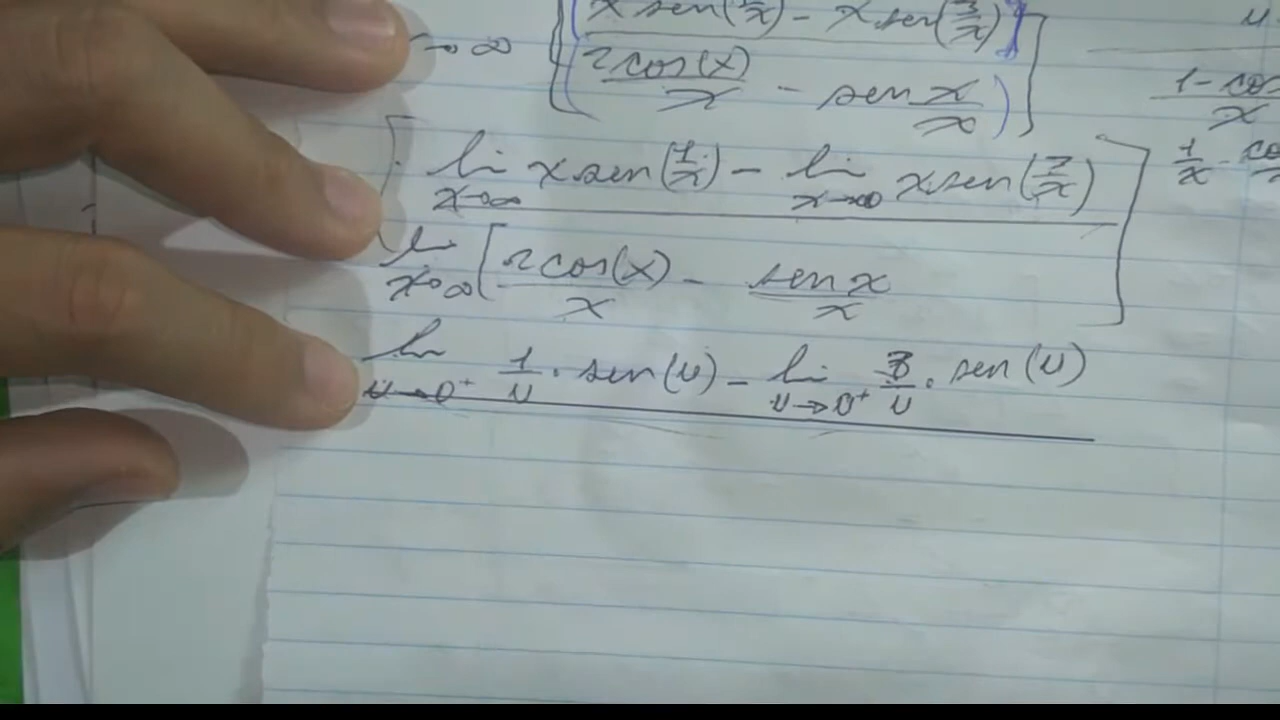 → ∞ x sen(1/x) - x sen(3/x)
2cos(x)/x - sen x/x
lim x→∞ x sen(1/x) - lim x→∞ x sen(3/x)
lim x→∞ [2cos(x)/x - sen x/x
lim u→0⁺ 1/u · sen(u) - lim u→0⁺ 3/u · sen(u)
u
1-cos
x
1/x - co